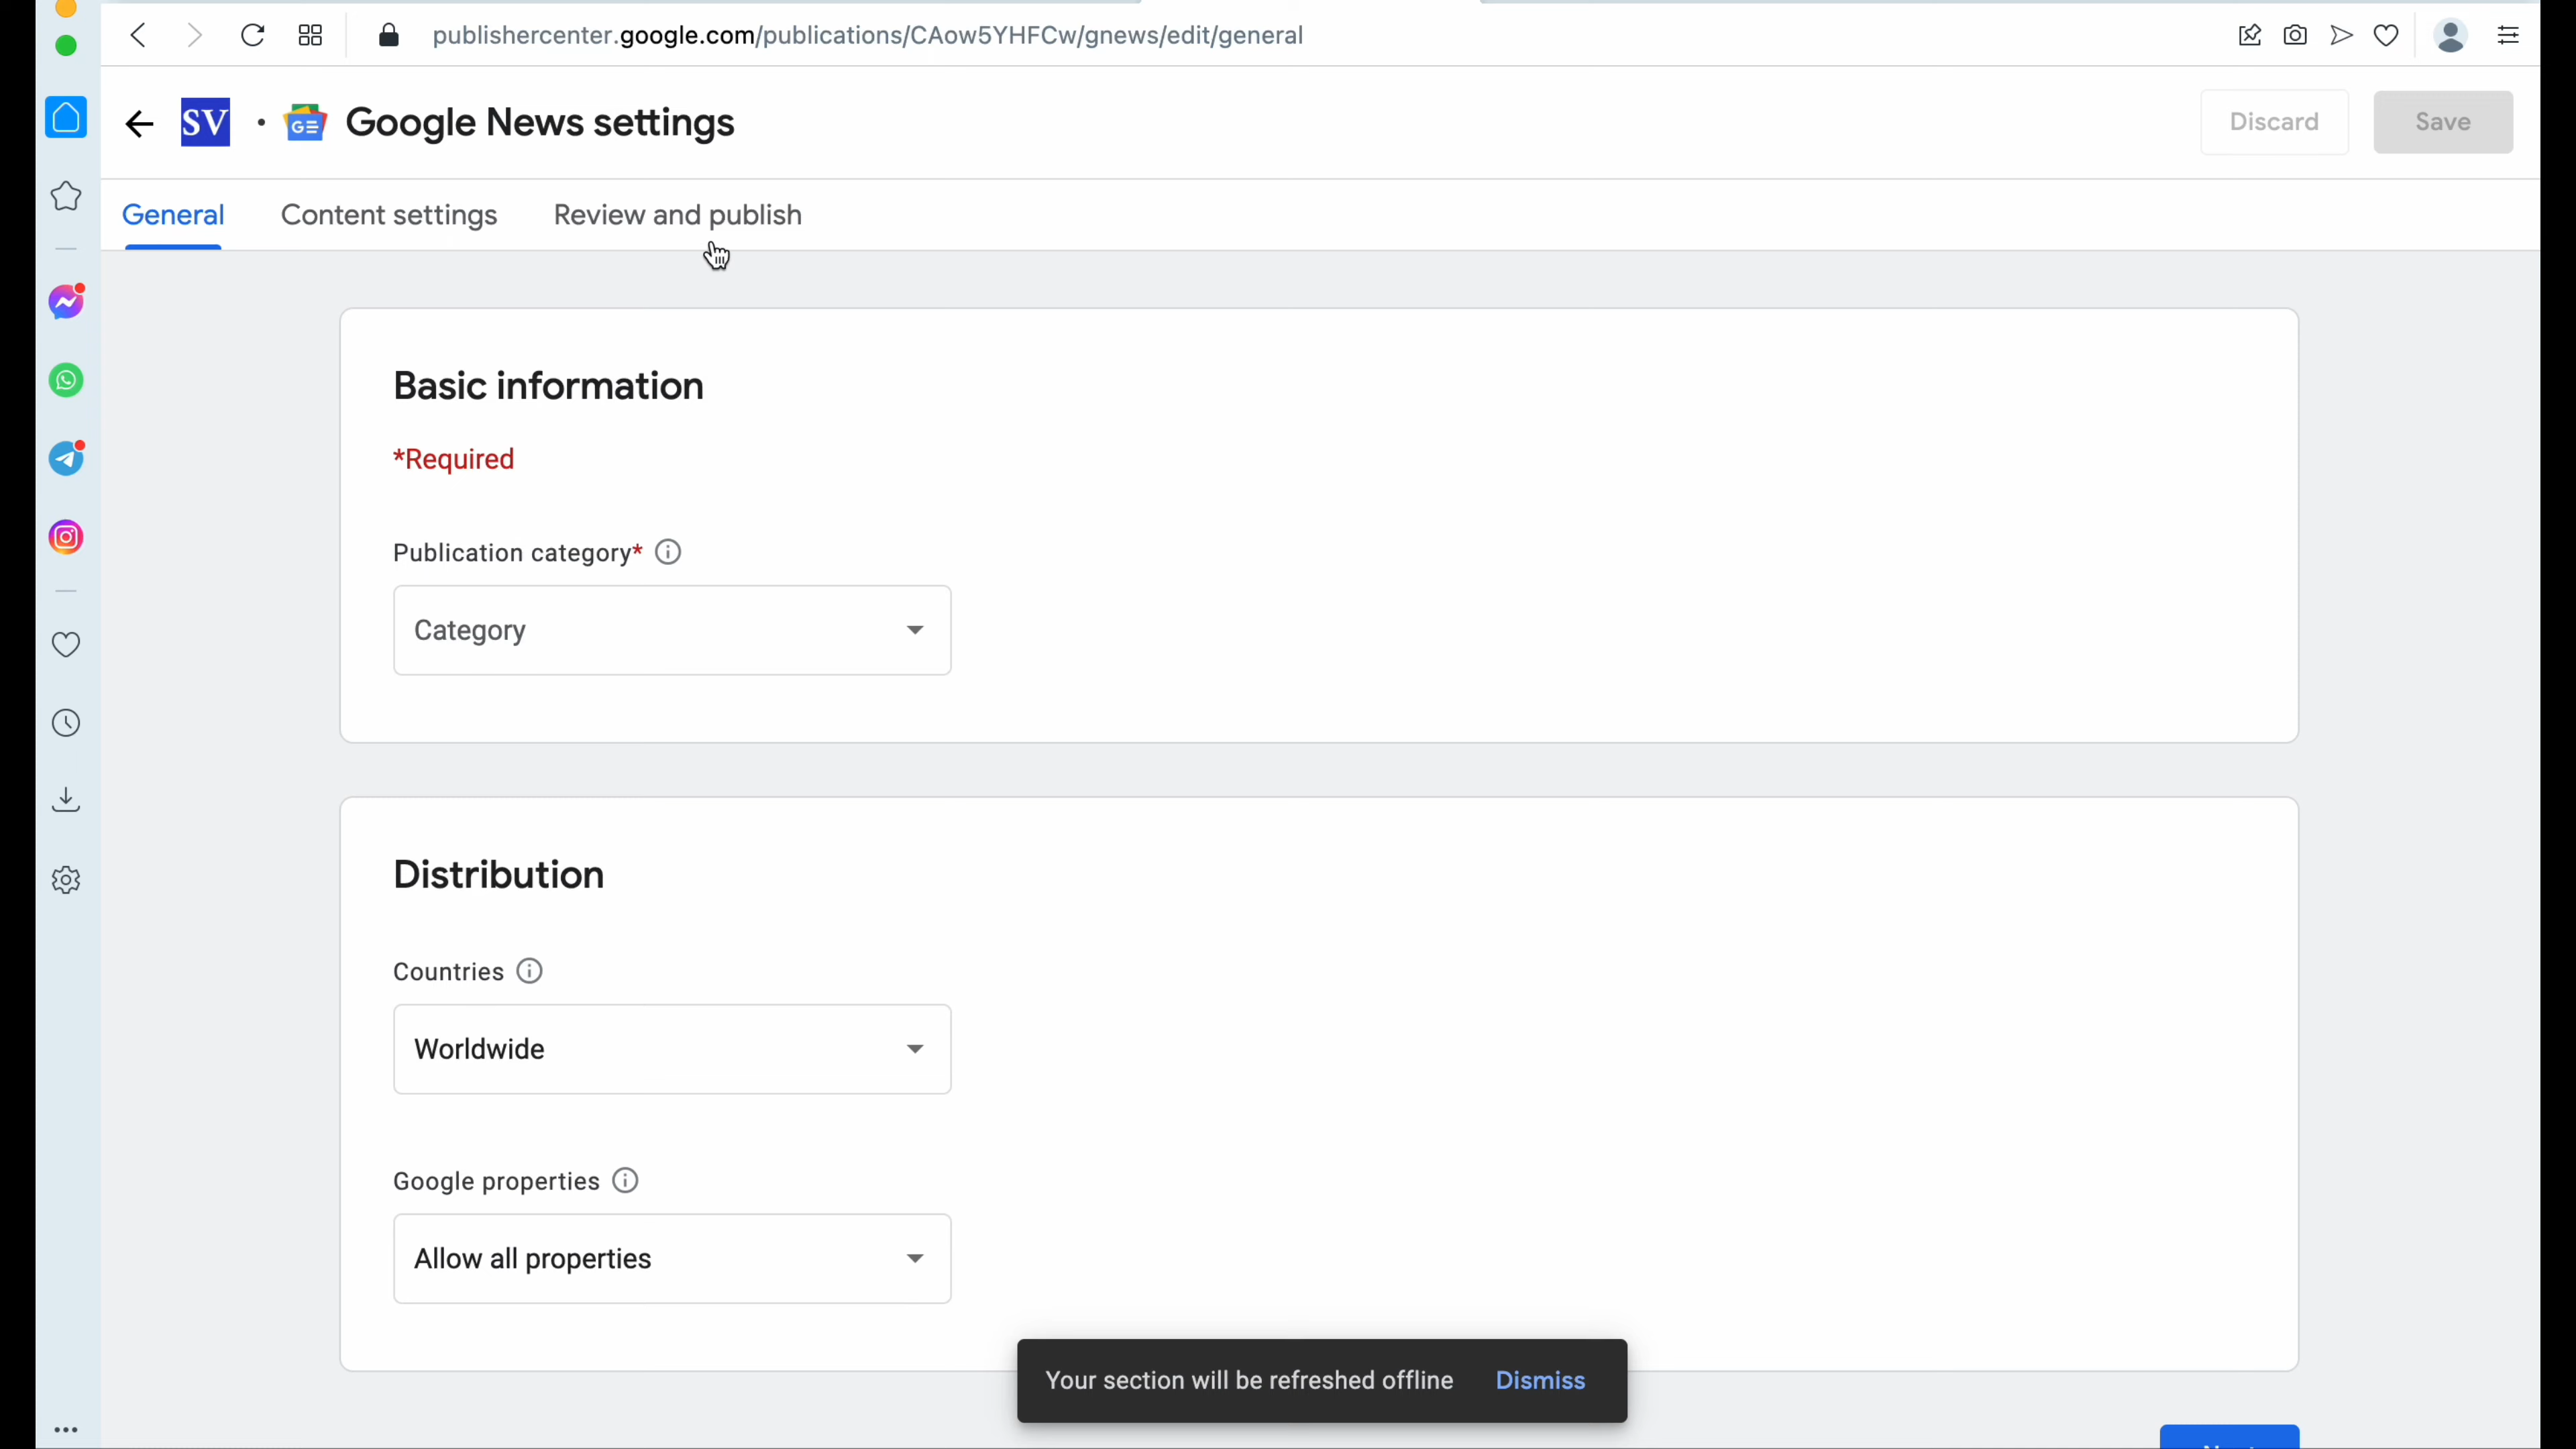 publishercenter.google.com/publications/CAow5YHFCw/gnews/edit/general
SV
GE
Google News settings
Discard
Save
General
Content settings
Review and publish
Basic information
*Required
Publication category*
Category
Distribution
Countries
Worldwide
Google properties
Allow all properties
Your section will be refreshed offline
Dismiss